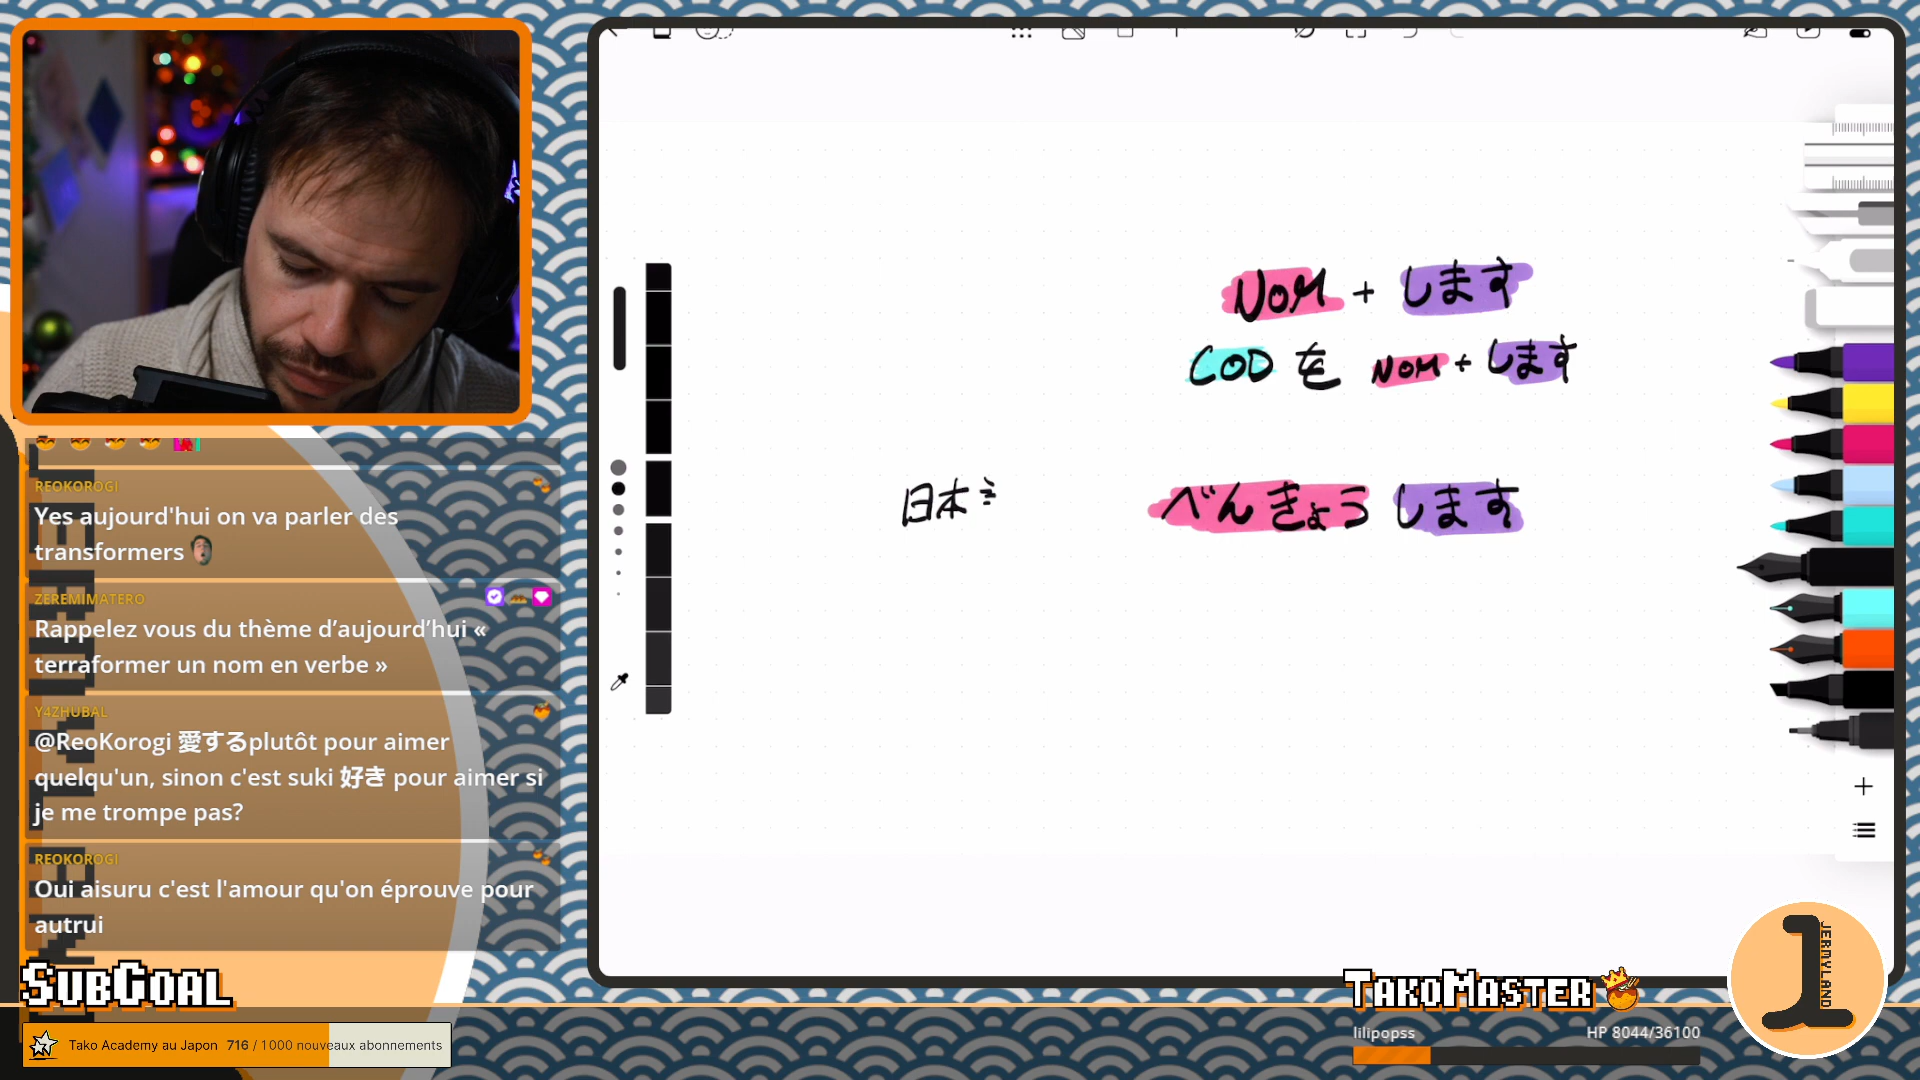 NOM + します
COD を NOM + します
日本
べんきょう します
REOKOROGI
Yes aujourd'hui on va parler des
transformers
ZEREMIMATERO
Rappelez vous du thème d’aujourd’hui «
terraformer un nom en verbe »
Y4ZHUBAL
@ReoKorogi 愛するplutôt pour aimer
quelqu'un, sinon c'est suki 好き pour aimer si
je me trompe pas?
REOKOROGI
Oui aisuru c'est l'amour qu'on éprouve pour
autrui
SUBGOAL
Tako Academy au Japon 716 / 1000 nouveaux abonnements
TAKOMASTER
lilipopss HP 8044/36100
JERMYLAND